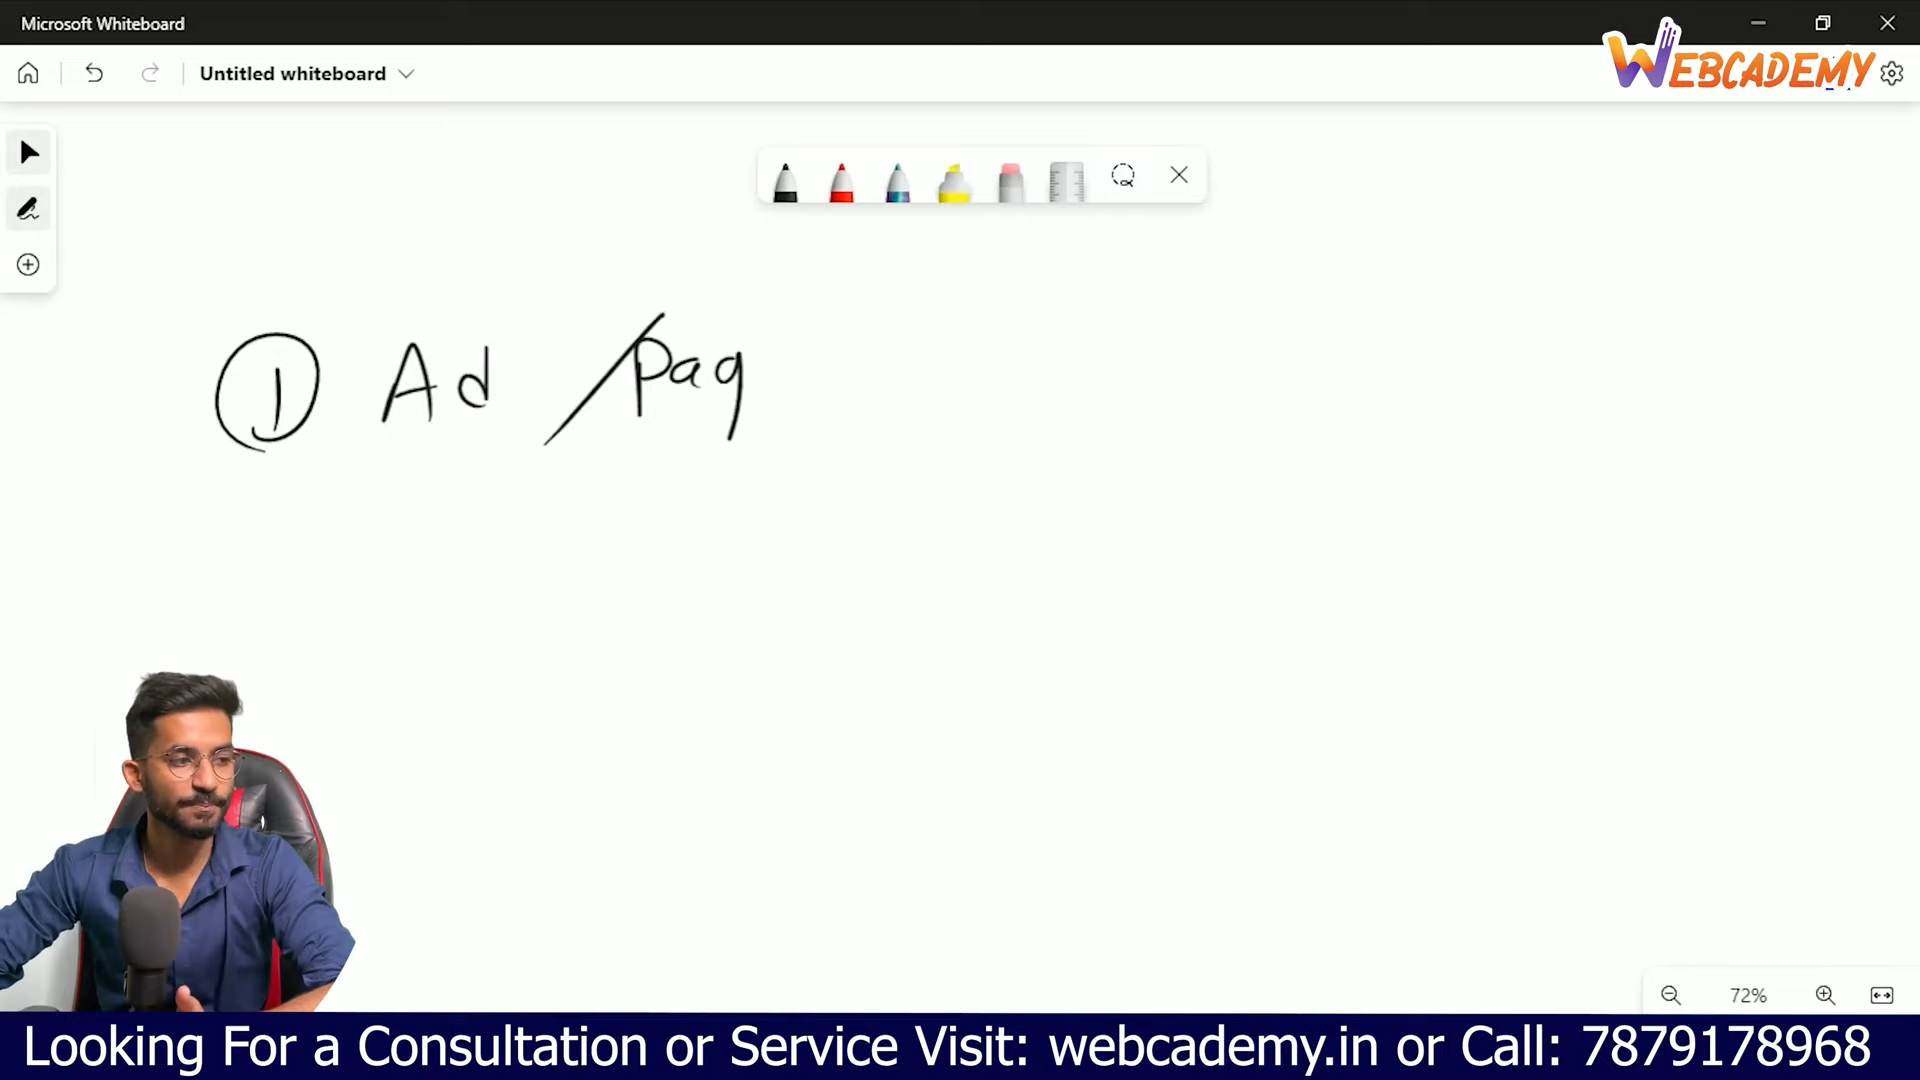 Microsoft Whiteboard
WEBCADEMY
Untitled whiteboard
① Ad / Pag
72%
Looking For a Consultation or Service Visit: webcademy.in or Call: 7879178968